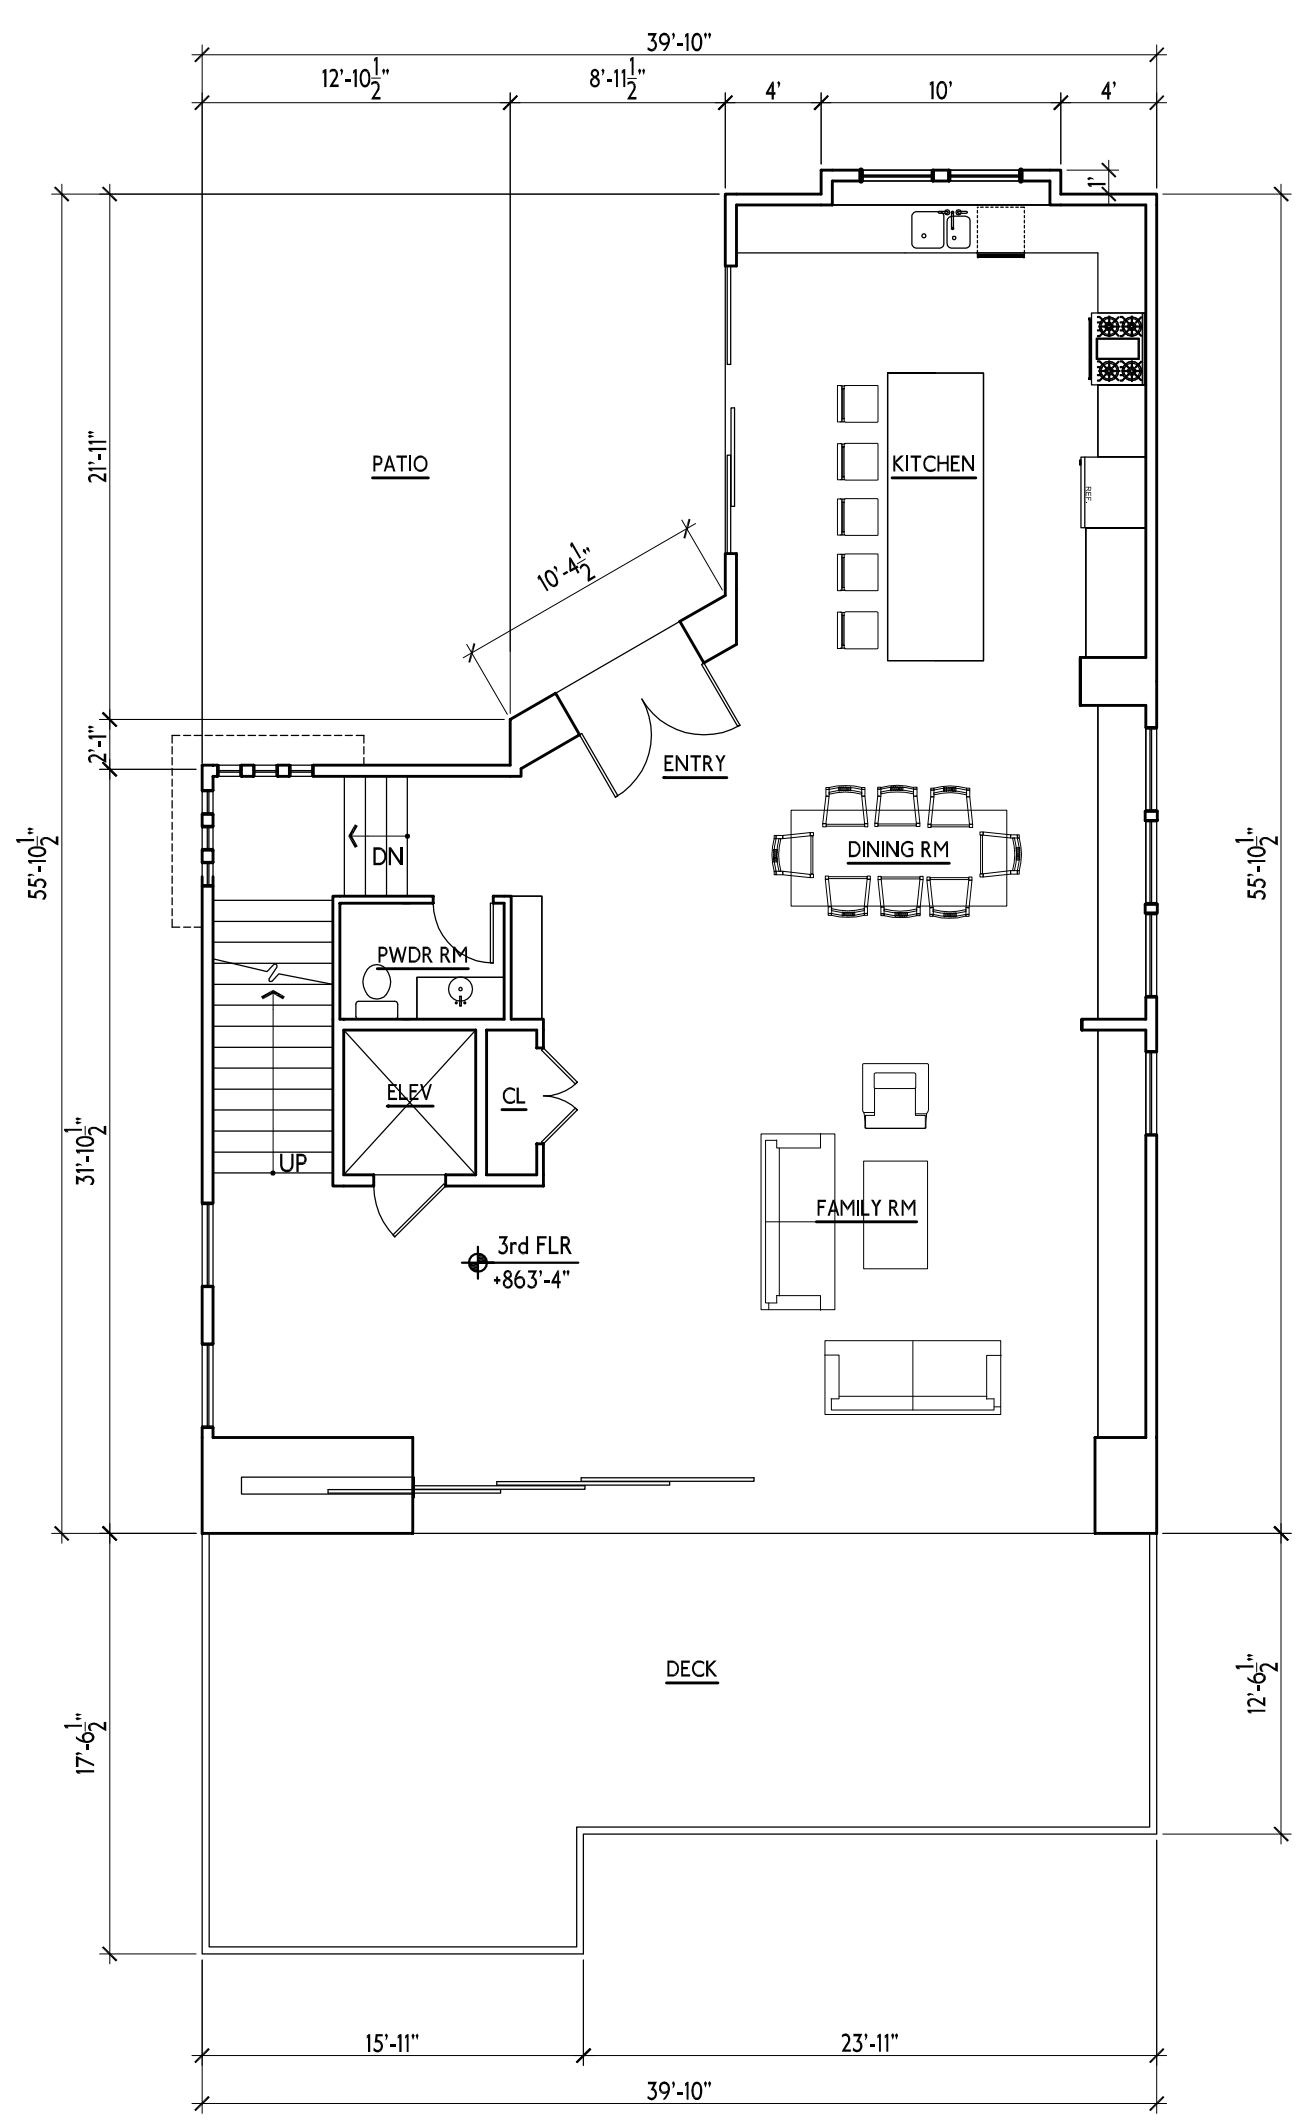 39'-10"
12'-10 1/2"
8'-11 1/2"
4'
10'
4'
1'
21'-11"
PATIO
KITCHEN
REF.
10'-4 1/2"
2'-1"
ENTRY
55'-10 1/2"
DN
DINING RM
55'-10 1/2"
PWDR RM
ELEV
CL
31'-10 1/2"
UP
FAMILY RM
3rd FLR
+863'-4"
DECK
12'-6 1/2"
17'-6 1/2"
15'-11"
23'-11"
39'-10"